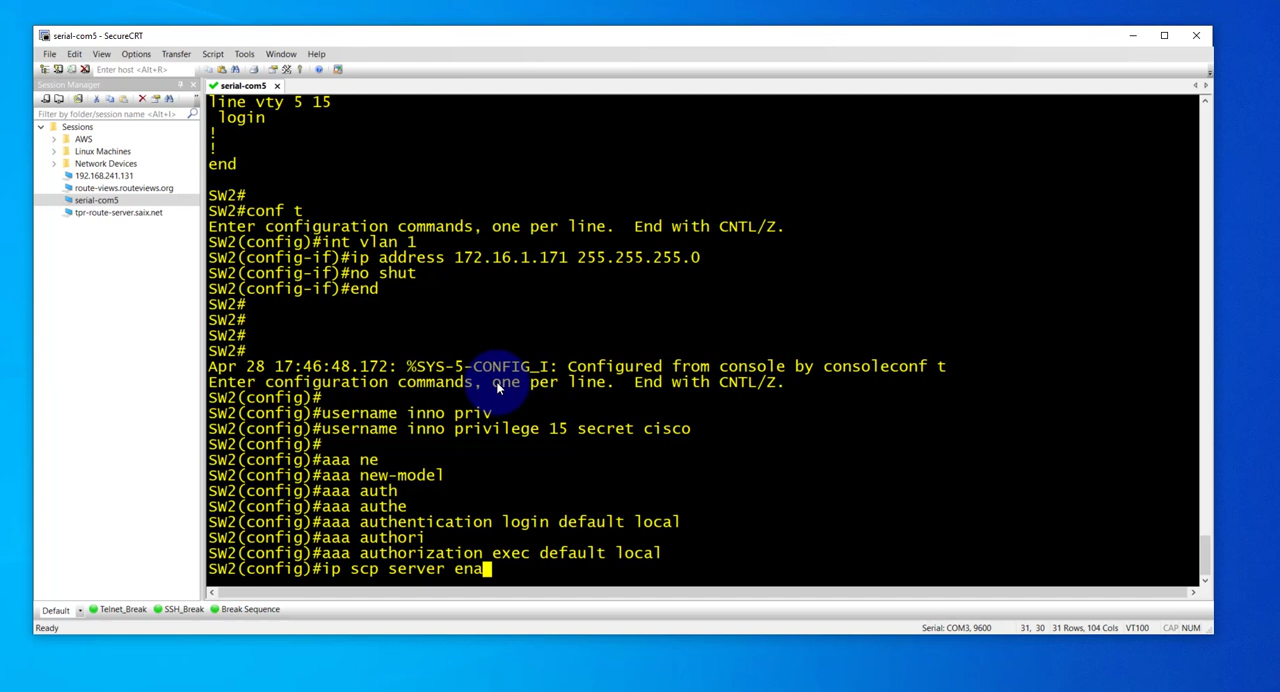 serial-com5 - SecureCRT
File Edit View Options Transfer Script Tools Window Help
Enter host <Alt+R>
Session Manager
serial-com5
Filter by folder/session name <Alt+I>
Sessions
AWS
Linux Machines
Network Devices
192.168.241.131
route-views.routeviews.org
serial-com5
tpr-route-server.saix.net
line vty 5 15
login
!
!
end
SW2#
SW2#conf t
Enter configuration commands, one per line.  End with CNTL/Z.
SW2(config)#int vlan 1
SW2(config-if)#ip address 172.16.1.171 255.255.255.0
SW2(config-if)#no shut
SW2(config-if)#end
SW2#
SW2#
SW2#
SW2#
Apr 28 17:46:48.172: %SYS-5-CONFIG_I: Configured from console by consoleconf t
Enter configuration commands, one per line.  End with CNTL/Z.
SW2(config)#
SW2(config)#username inno priv
SW2(config)#username inno privilege 15 secret cisco
SW2(config)#
SW2(config)#aaa ne
SW2(config)#aaa new-model
SW2(config)#aaa auth
SW2(config)#aaa authe
SW2(config)#aaa authentication login default local
SW2(config)#aaa authori
SW2(config)#aaa authorization exec default local
SW2(config)#ip scp server ena
Default Telnet_Break SSH_Break Break Sequence
Ready Serial: COM3, 9600 31, 30 31 Rows, 104 Cols VT100 CAP NUM